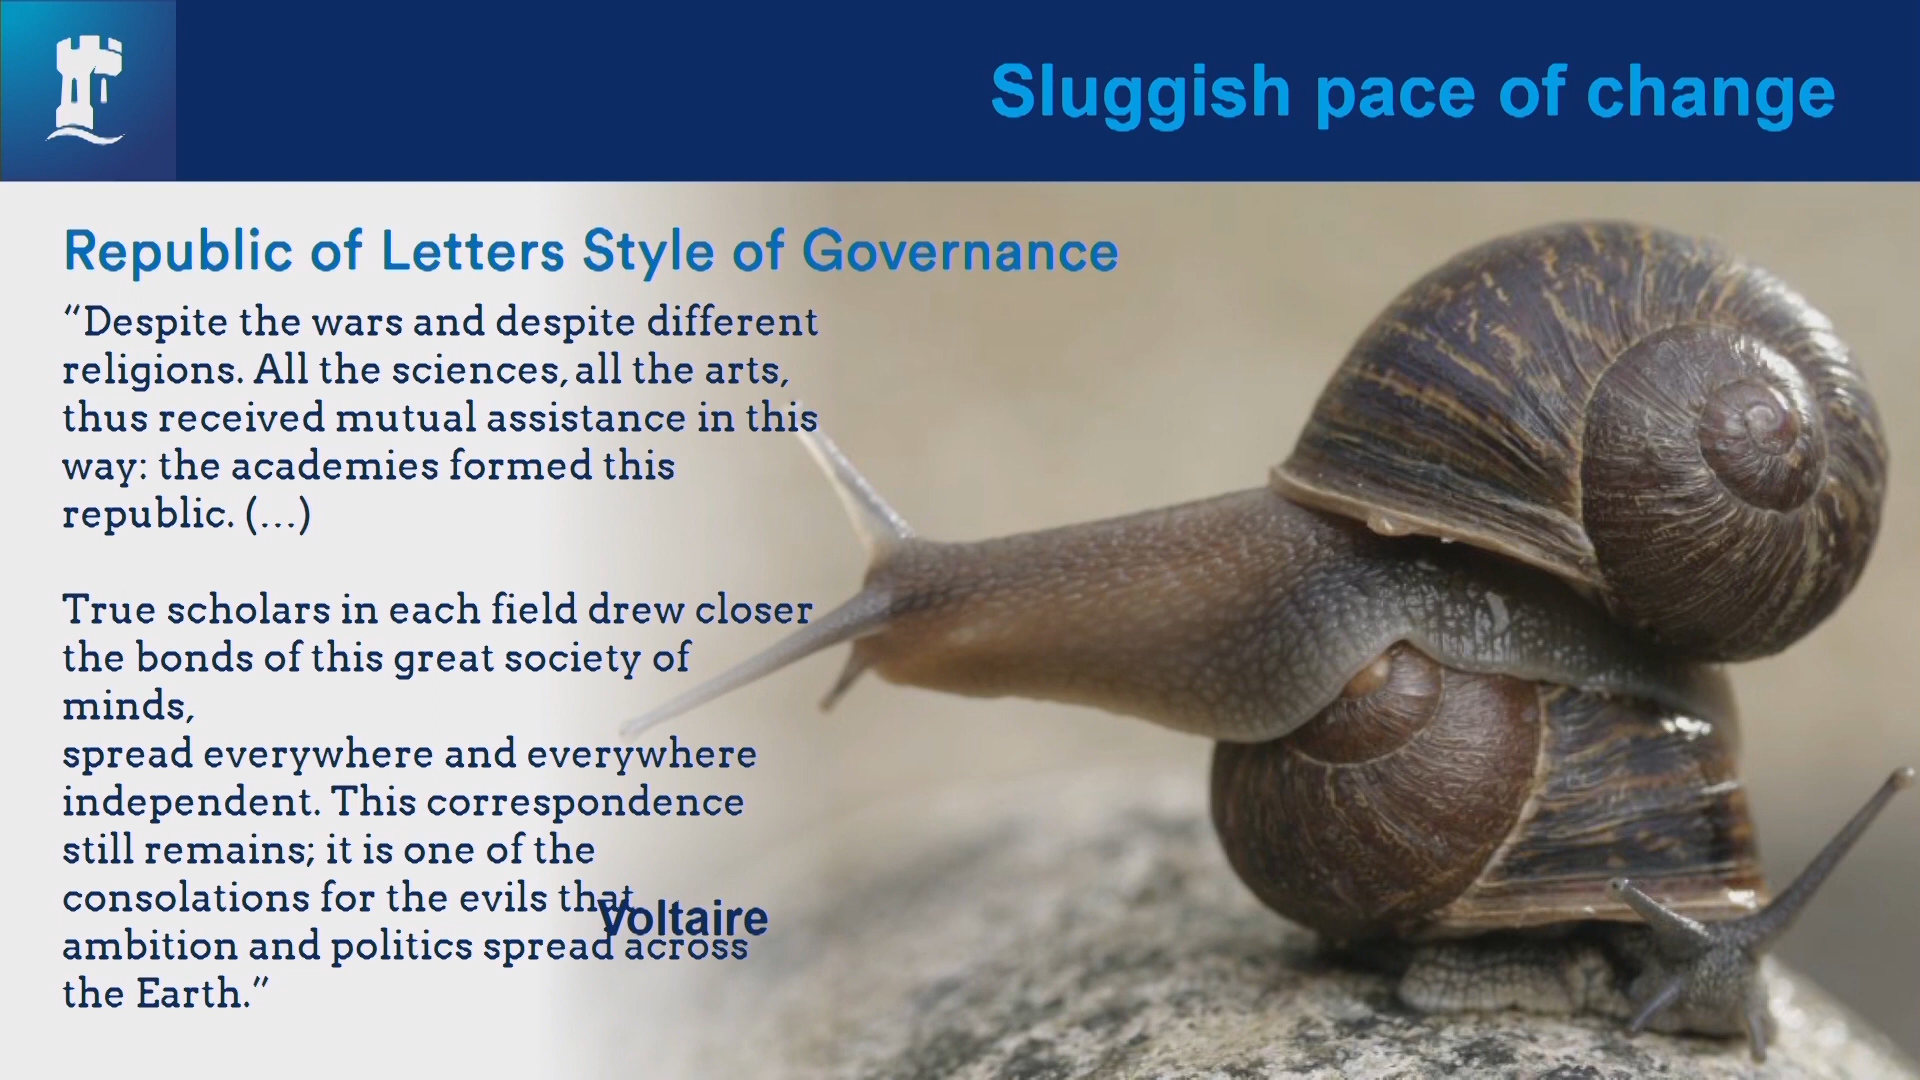 Sluggish pace of change
Republic of Letters Style of Governance
“Despite the wars and despite different
religions. All the sciences, all the arts,
thus received mutual assistance in this
way: the academies formed this
republic. (…)
True scholars in each field drew closer
the bonds of this great society of
minds,
spread everywhere and everywhere
independent. This correspondence
still remains; it is one of the
consolations for the evils that
ambition and politics spread across
the Earth.”
Voltaire